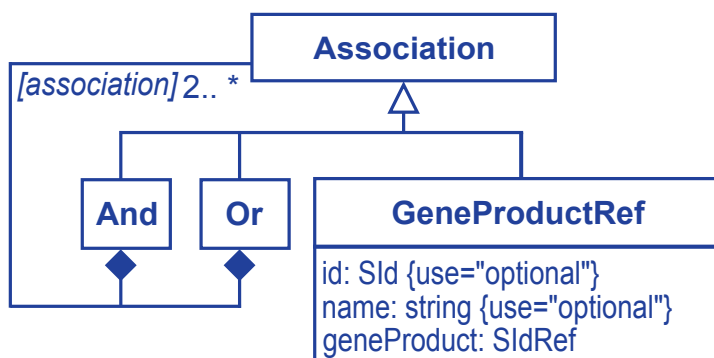 Association
[association] 2.. *
And
Or
GeneProductRef
id: SId {use="optional"}
name: string {use="optional"}
geneProduct: SIdRef